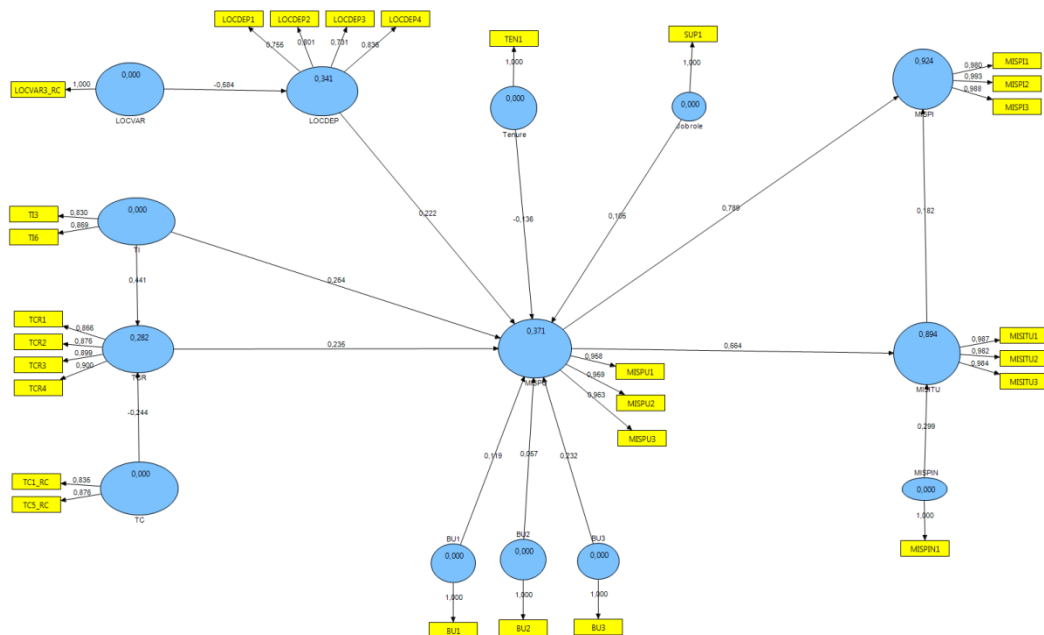 LOCDEP1 LOCDEP2 LOCDEP3 LOCDEP4
0,755 0,801 0,731 0,836
TEN1
SUP1
1,000
1,000
LOCVAR3_RC
1,000
0,000
LOCVAR
-0,584
0,341
LOCDEP
0,000
Tenure
0,000
Jobrole
0,924
MISPI
0,980
0,993
0,988
MISPI1
MISPI2
MISPI3
TI3
TI6
0,830
0,869
0,000
TI
0,222
-0,136
0,105
0,789
0,182
0,441
0,264
TCR1
TCR2
TCR3
TCR4
0,866
0,876
0,899
0,900
0,282
TCR
0,236
0,371
0,958
0,969
0,963
MISPU1
MISPU2
MISPU3
0,664
0,894
MISITU
0,987
0,982
0,984
MISITU1
MISITU2
MISITU3
-0,244
0,299
TC1_RC
TC5_RC
0,835
0,876
0,000
TC
0,119
0,057
0,232
MISPIN
0,000
1,000
MISPIN1
BU1
0,000
BU2
0,000
BU3
0,000
1,000
1,000
1,000
BU1
BU2
BU3